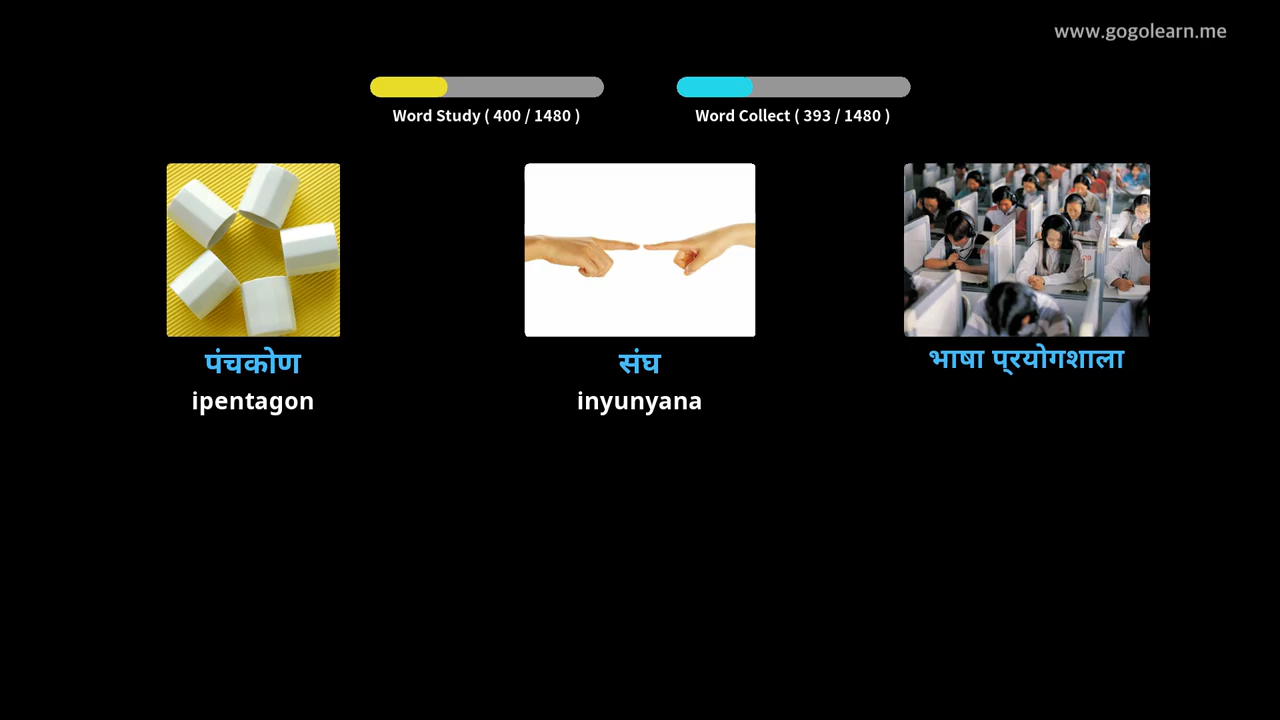 www.gogolearn.me
Word Study ( 400 / 1480 )
Word Collect ( 393 / 1480 )
पंचकोण
ipentagon
संघ
inyunyana
भाषा प्रयोगशाला